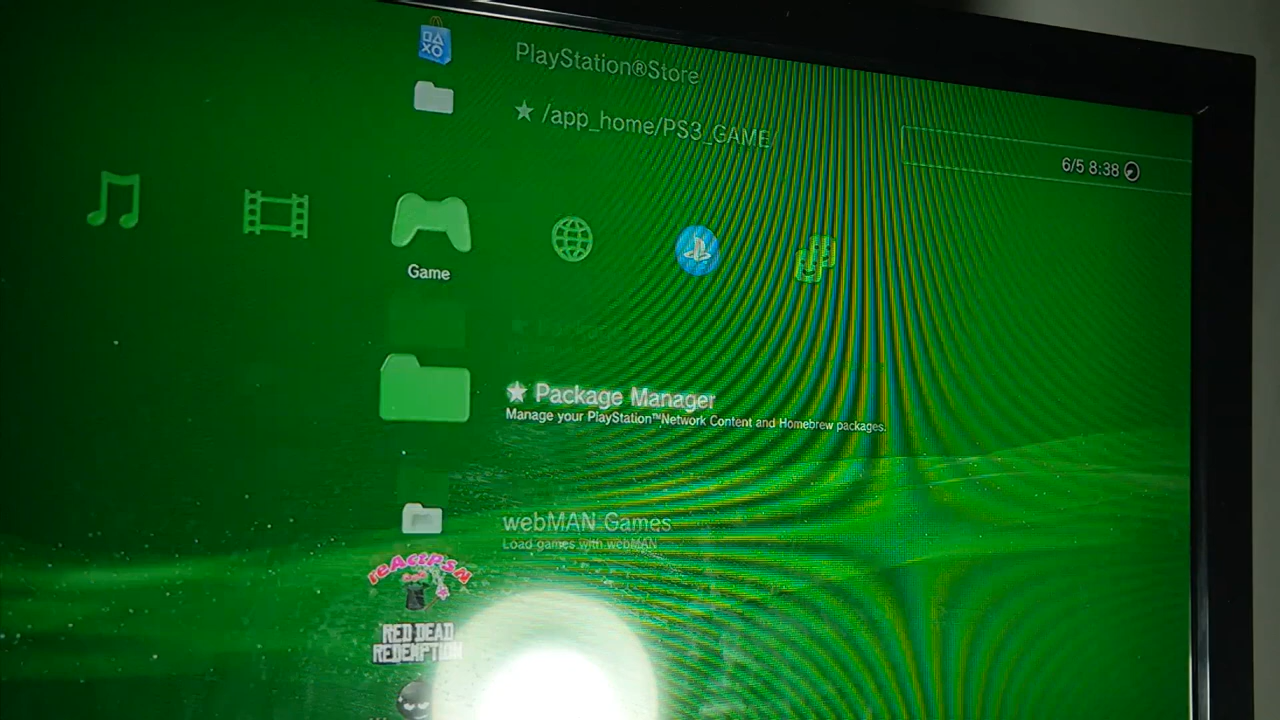 PlayStation®Store
★ /app_home/PS3_GAME
6/5 8:38
Game
★ Package Manager
Manage your PlayStation™Network Content and Homebrew packages.
webMAN Games
Load games with webMAN
reActPSN
RED DEAD
REDEMPTION